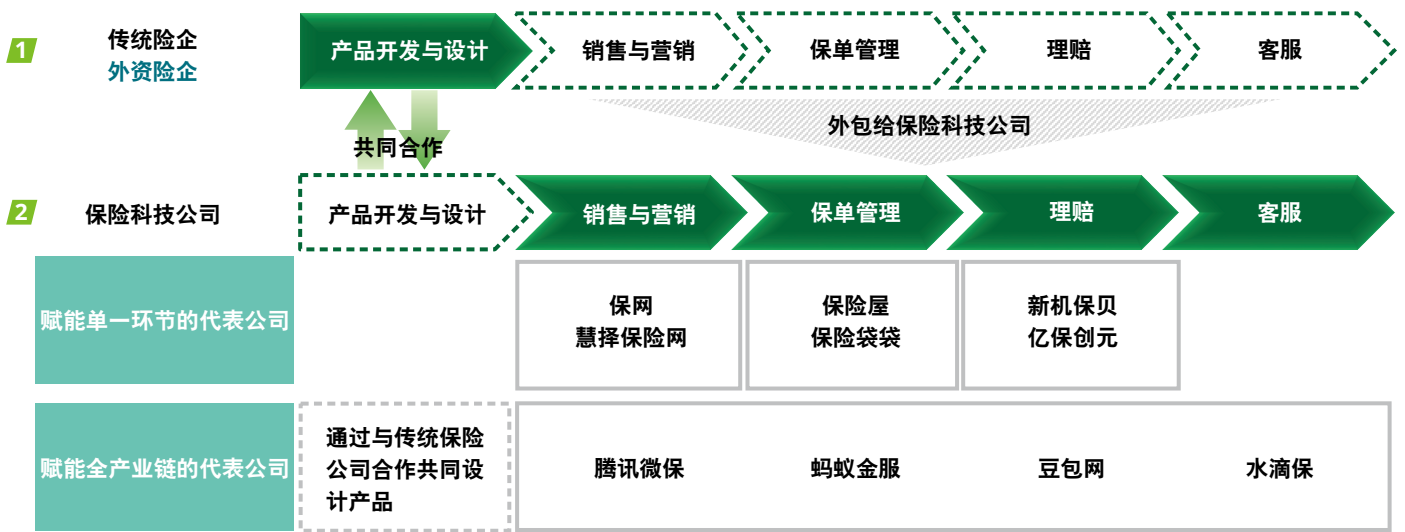 1
传统险企
外资险企
产品开发与设计
销售与营销
保单管理
理赔
客服
共同合作
外包给保险科技公司
2
保险科技公司
产品开发与设计
销售与营销
保单管理
理赔
客服
赋能单一环节的代表公司
保网
慧择保险网
保险屋
保险袋袋
新机保贝
亿保创元
赋能全产业链的代表公司
通过与传统保险
公司合作共同设
计产品
腾讯微保
蚂蚁金服
豆包网
水滴保